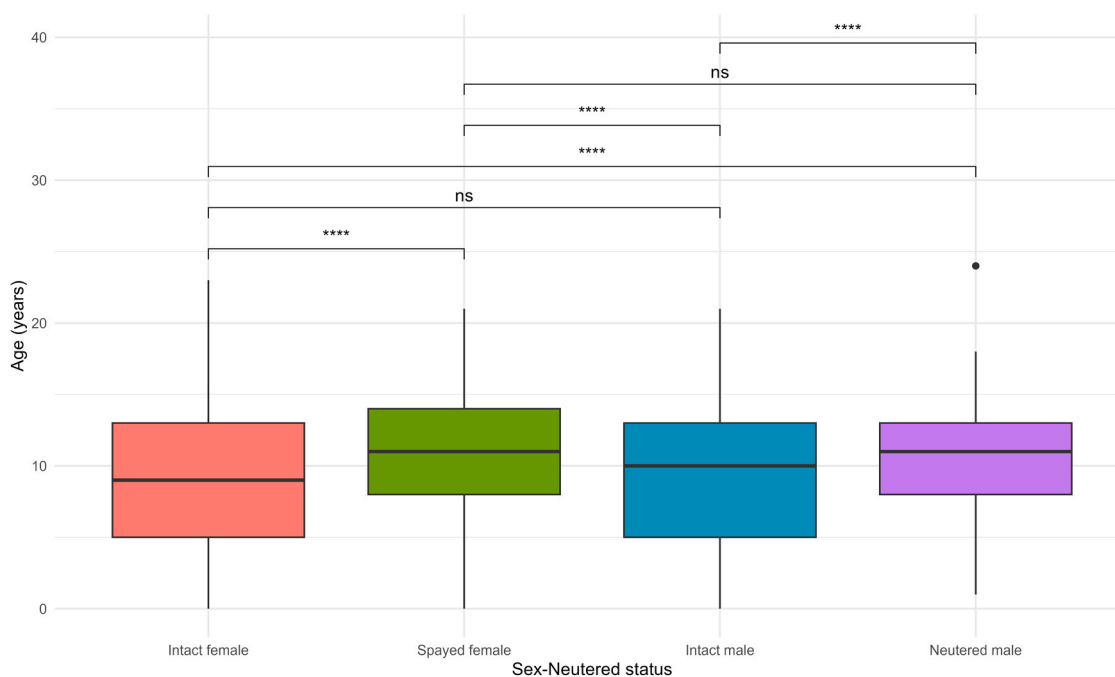 40
****
ns
****
****
30
ns
****
Age (years)
20
10
0
Intact female
Spayed female
Intact male
Neutered male
Sex-Neutered status